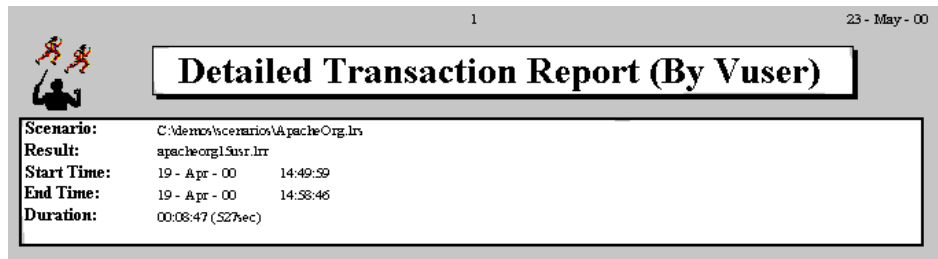 1 23 - May - 00
Detailed Transaction Report (By Vuser)
Scenario: C:\demos\scenarios\ApacheOrg.lrs
Result: apacheorg15usr.lrr
Start Time: 19 - Apr - 00 14:49:59
End Time: 19 - Apr - 00 14:58:46
Duration: 00:08:47 (527sec)